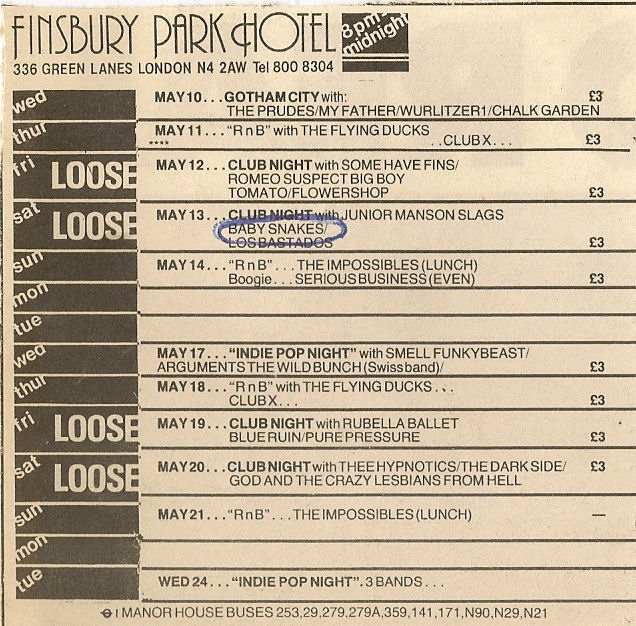 FINSBURY PARK HOTEL
8pm-midnight
336 GREEN LANES LONDON N4 2AW Tel 800 8304
wed
MAY 10... GOTHAM CITY with: £3
THE PRUDES/MY FATHER/WURLITZER1/CHALK GARDEN
thur
MAY 11... "RnB" with THE FLYING DUCKS
**** ..CLUB X... £3
fri
LOOSE
MAY 12... CLUB NIGHT with SOME HAVE FINS/
ROMEO SUSPECT BIG BOY
TOMATO/FLOWERSHOP £3
sat
LOOSE
MAY 13... CLUB NIGHT with JUNIOR MANSON SLAGS
BABY SNAKES/
LOS BASTADOS £3
sun
MAY 14... "RnB"... THE IMPOSSIBLES (LUNCH)
Boogie... SERIOUS BUSINESS (EVEN) £3
mon
tue
wed
MAY 17... "INDIE POP NIGHT" with SMELL FUNKYBEAST/
ARGUMENTS THE WILD BUNCH (Swiss band)/ £3
thur
MAY 18... "RnB" with THE FLYING DUCKS...
CLUB X... £3
fri
LOOSE
MAY 19... CLUB NIGHT with RUBELLA BALLET
BLUE RUIN/PURE PRESSURE £3
sat
LOOSE
MAY 20... CLUB NIGHT with THEE HYPNOTICS/THE DARK SIDE/ £3
GOD AND THE CRAZY LESBIANS FROM HELL
sun
MAY 21... "RnB"... THE IMPOSSIBLES (LUNCH) —
mon
tue
WED 24... "INDIE POP NIGHT". 3 BANDS...
MANOR HOUSE BUSES 253,29,279,279A,359,141,171,N90,N29,N21